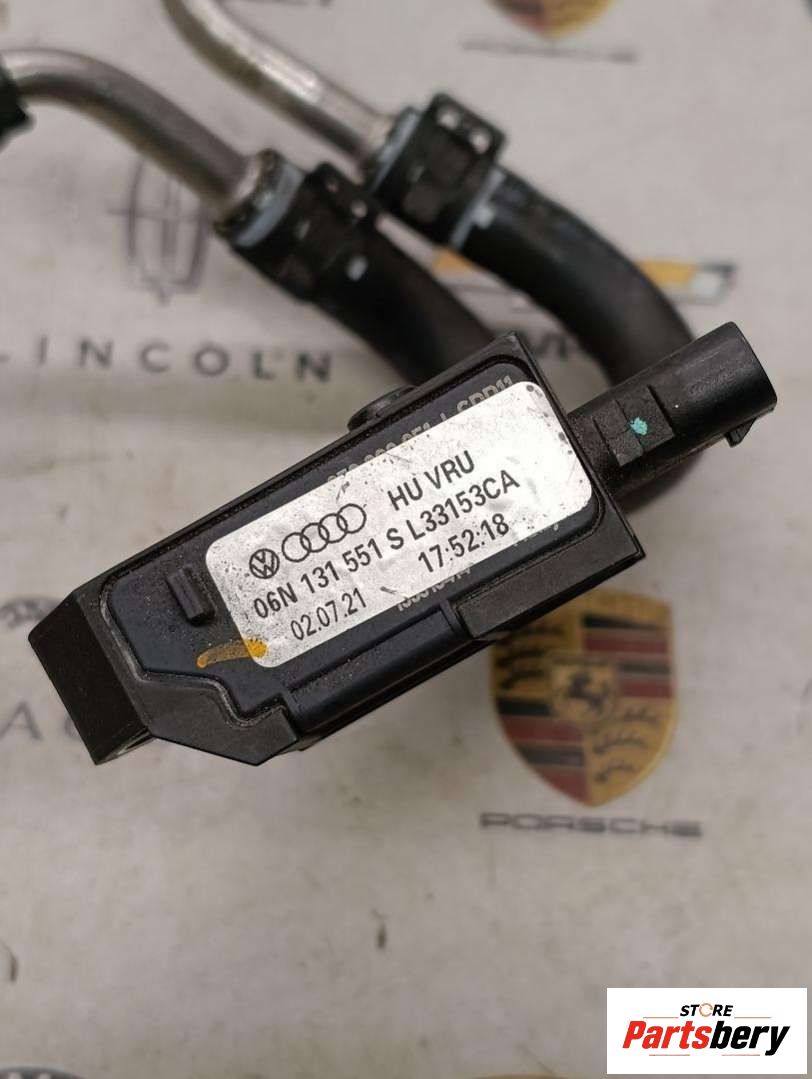 LINCOLN
HU VRU
06N 131 551 S L33153CA
02.07.21 17:52:18
PORSCHE
STORE
Partsbery